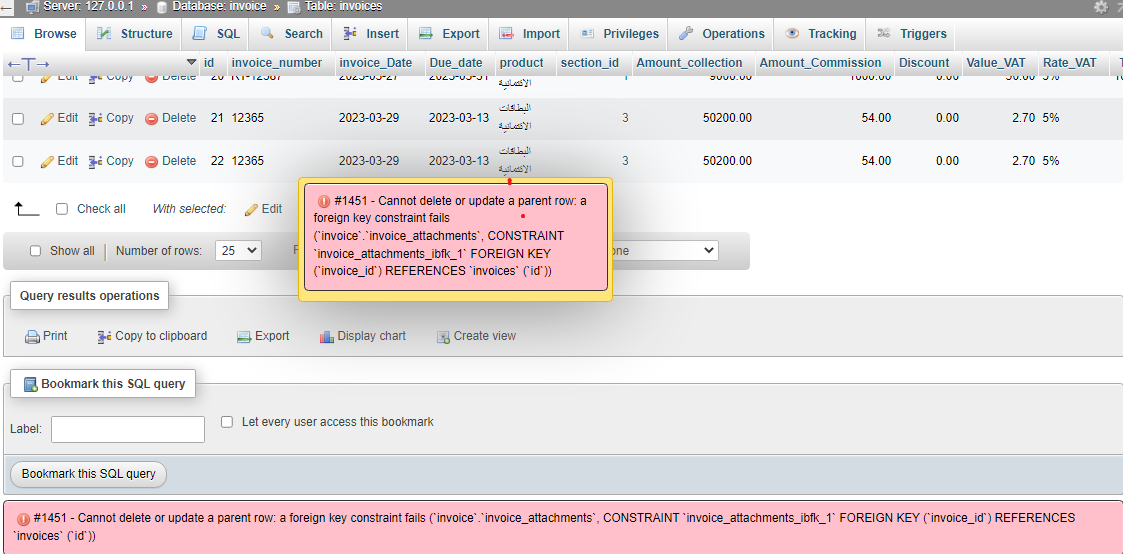 Server: 127.0.0.1 » Database: invoice » Table: invoices
Browse Structure SQL Search Insert Export Import Privileges Operations Tracking Triggers
←T→ id invoice_number invoice_Date Due_date product section_id Amount_collection Amount_Commission Discount Value_VAT Rate_VAT
Edit Copy Delete 20 2023-03-27 2023-03-31 الائتمانية 1 9000.00 1000.00 0.00 50.00 5%
Edit Copy Delete 21 12365 2023-03-29 2023-03-13 البطاقات الائتمانية 3 50200.00 54.00 0.00 2.70 5%
Edit Copy Delete 22 12365 2023-03-29 2023-03-13 البطاقات الائتمانية 3 50200.00 54.00 0.00 2.70 5%
Check all With selected: Edit
Show all Number of rows: 25
#1451 - Cannot delete or update a parent row: a
foreign key constraint fails
(`invoice`.`invoice_attachments`, CONSTRAINT
`invoice_attachments_ibfk_1` FOREIGN KEY
(`invoice_id`) REFERENCES `invoices` (`id`))
Query results operations
Print Copy to clipboard Export Display chart Create view
Bookmark this SQL query
Label: Let every user access this bookmark
Bookmark this SQL query
#1451 - Cannot delete or update a parent row: a foreign key constraint fails (`invoice`.`invoice_attachments`, CONSTRAINT `invoice_attachments_ibfk_1` FOREIGN KEY (`invoice_id`) REFERENCES
`invoices` (`id`))